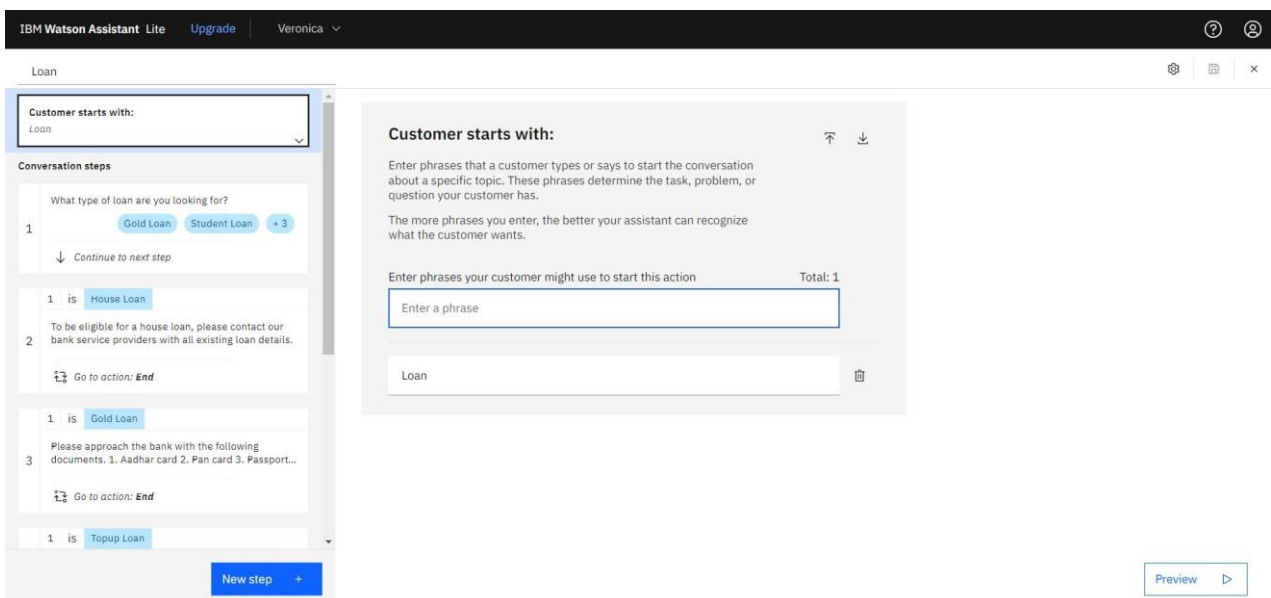 IBM Watson Assistant Lite Upgrade Veronica
Loan
Customer starts with:
Loan
Conversation steps
1
What type of loan are you looking for?
Gold Loan Student Loan + 3
Continue to next step
1 is House Loan
2
To be eligible for a house loan, please contact our
bank service providers with all existing loan details.
Go to action: End
1 is Gold Loan
3
Please approach the bank with the following
documents. 1. Aadhar card 2. Pan card 3. Passport...
Go to action: End
1 is Topup Loan
New step +
Customer starts with:
Enter phrases that a customer types or says to start the conversation
about a specific topic. These phrases determine the task, problem, or
question your customer has.
The more phrases you enter, the better your assistant can recognize
what the customer wants.
Enter phrases your customer might use to start this action Total: 1
Enter a phrase
Loan
Preview